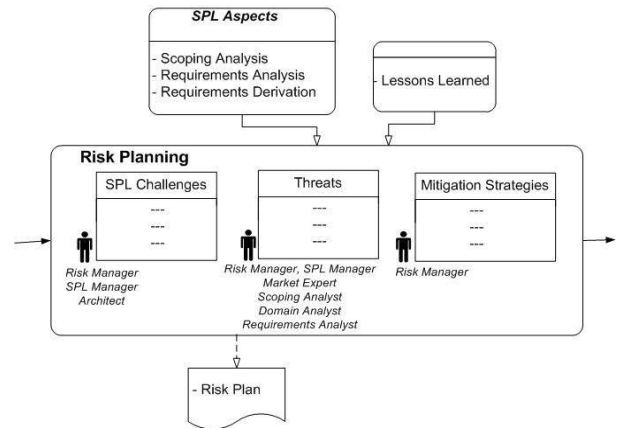 SPL Aspects
- Scoping Analysis
- Requirements Analysis
- Requirements Derivation
- Lessons Learned
Risk Planning
SPL Challenges
---
---
---
Risk Manager
SPL Manager
Architect
Threats
---
---
---
Risk Manager, SPL Manager
Market Expert
Scoping Analyst
Domain Analyst
Requirements Analyst
Mitigation Strategies
---
---
---
Risk Manager
- Risk Plan